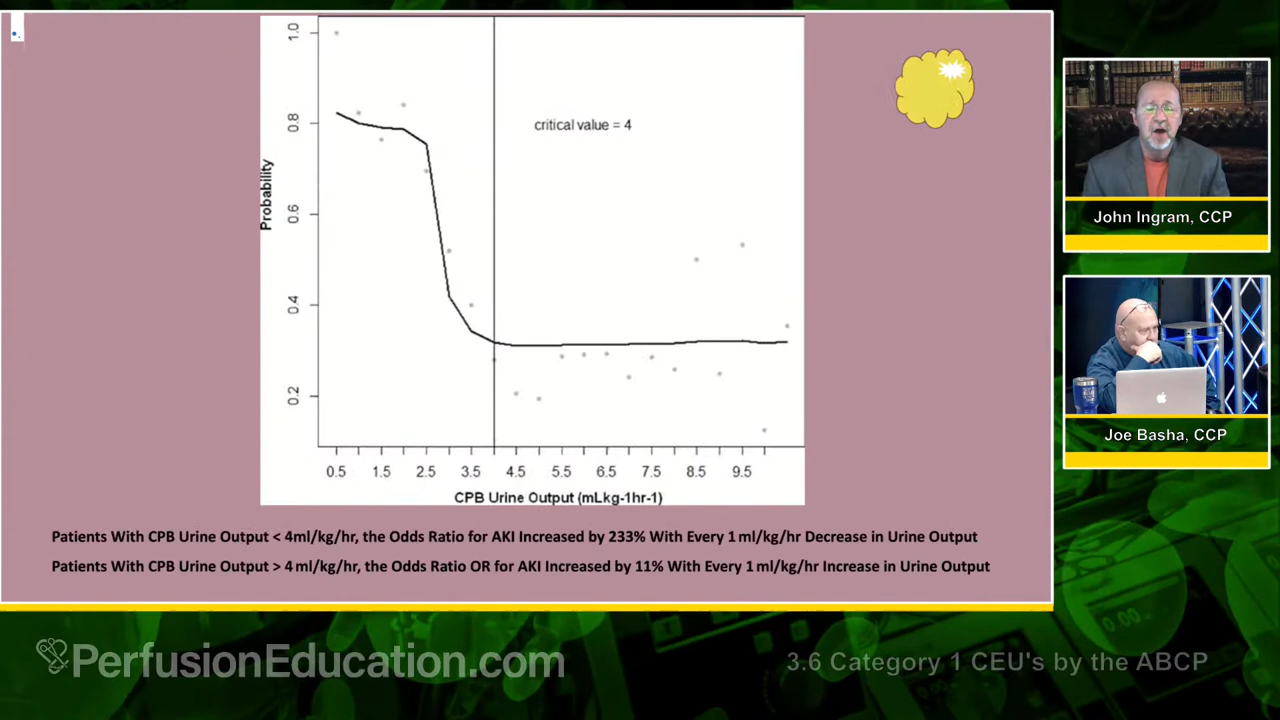 critical value = 4
Probability
1.0
0.8
0.6
0.4
0.2
0.5 1.5 2.5 3.5 4.5 5.5 6.5 7.5 8.5 9.5
CPB Urine Output (mLkg-1hr-1)
Patients With CPB Urine Output < 4ml/kg/hr, the Odds Ratio for AKI Increased by 233% With Every 1 ml/kg/hr Decrease in Urine Output
Patients With CPB Urine Output > 4 ml/kg/hr, the Odds Ratio OR for AKI Increased by 11% With Every 1 ml/kg/hr Increase in Urine Output
John Ingram, CCP
Joe Basha, CCP
PerfusionEducation.com
3.6 Category 1 CEU's by the ABCP
0.00